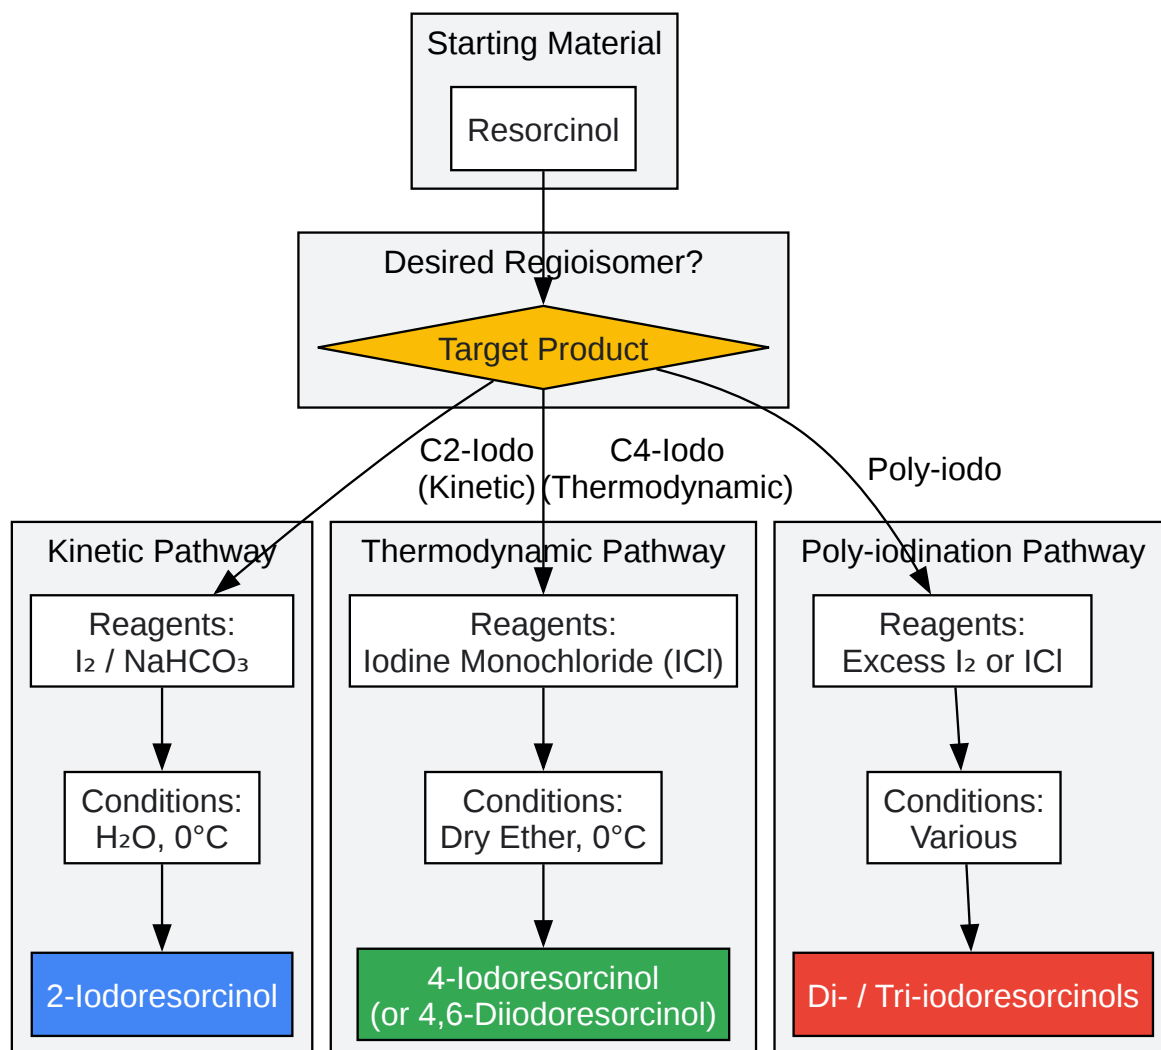 Starting Material
Resorcinol
Desired Regioisomer?
Target Product
C2-Iodo
(Kinetic)
C4-Iodo
(Thermodynamic)
Poly-iodo
Kinetic Pathway
Reagents:
I₂ / NaHCO₃
Conditions:
H₂O, 0°C
2-Iodoresorcinol
Thermodynamic Pathway
Reagents:
Iodine Monochloride (ICl)
Conditions:
Dry Ether, 0°C
4-Iodoresorcinol
(or 4,6-Diiodoresorcinol)
Poly-iodination Pathway
Reagents:
Excess I₂ or ICl
Conditions:
Various
Di- / Tri-iodoresorcinols